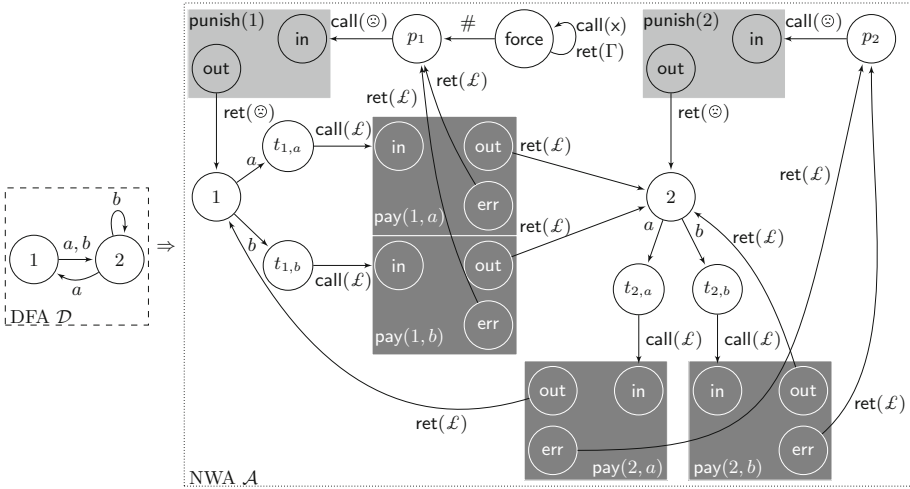 punish(1)
in
out
call(☹)
p₁
#
force
call(x)
ret(Γ)
punish(2)
in
out
call(☹)
p₂
ret(☹)
ret(£)
ret(£)
ret(☹)
t₁,ₐ
call(£)
in
out
ret(£)
err
pay(1, a)
a
1
b
2
ret(£)
ret(£)
t₁,b
call(£)
in
out
ret(£)
err
pay(1, b)
a
b
t₂,ₐ
t₂,b
call(£)
call(£)
out
in
err
pay(2, a)
in
out
err
pay(2, b)
ret(£)
ret(£)
b
1
a, b
2
a
DFA 𝒟
⇒
NWA 𝒜